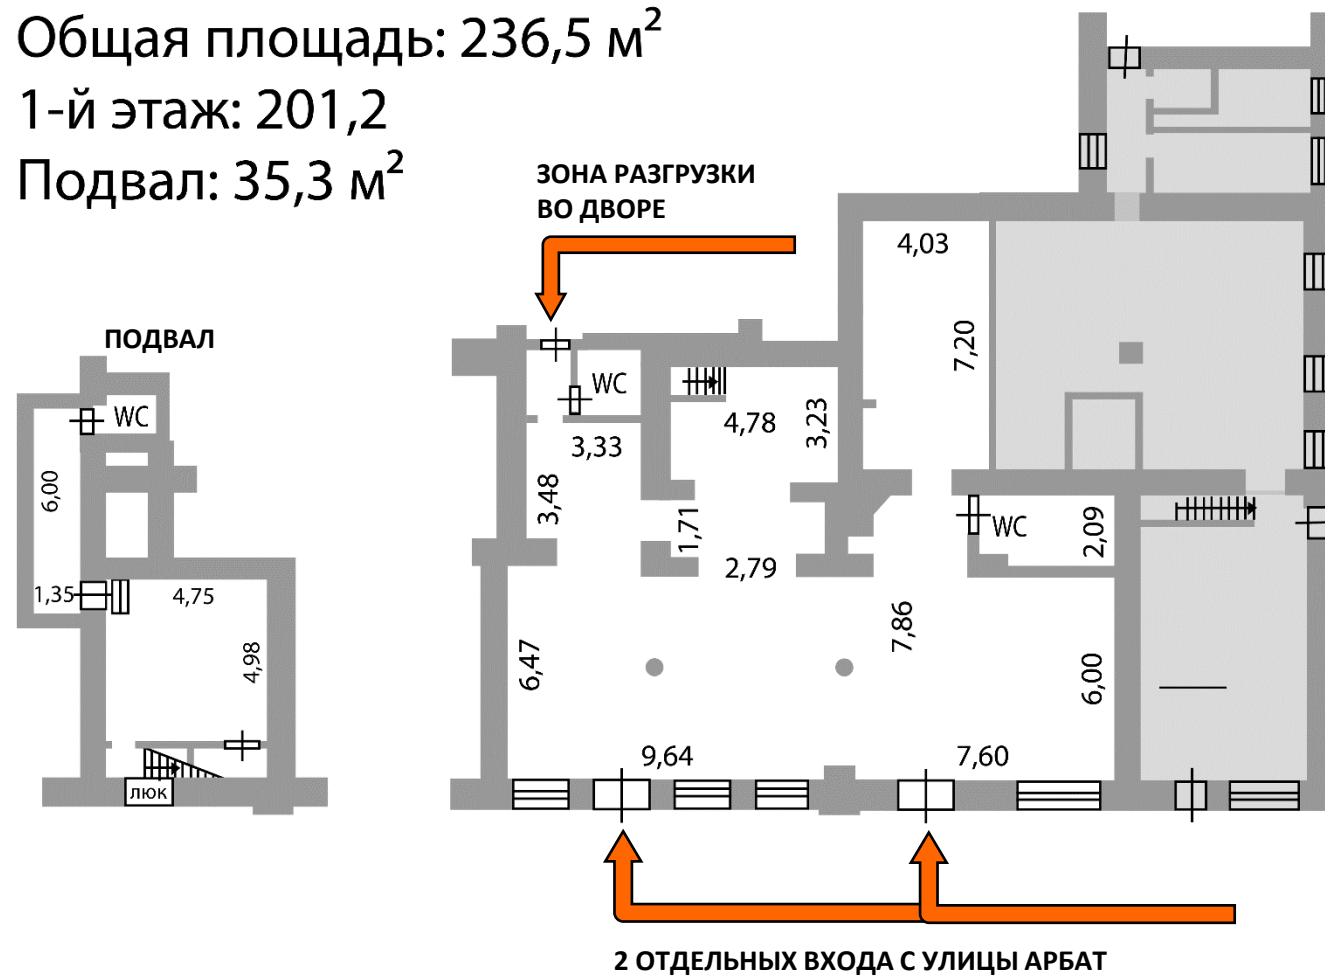 Общая площадь: 236,5 м²
1-й этаж: 201,2
Подвал: 35,3 м²
ЗОНА РАЗГРУЗКИ
ВО ДВОРЕ
4,03
7,20
ПОДВАЛ
WC
6,00
1,35
4,75
4,98
ЛЮК
WC
3,33
3,48
4,78
3,23
1,71
2,79
WC
2,09
7,86
6,47
6,00
9,64
7,60
2 ОТДЕЛЬНЫХ ВХОДА С УЛИЦЫ АРБАТ